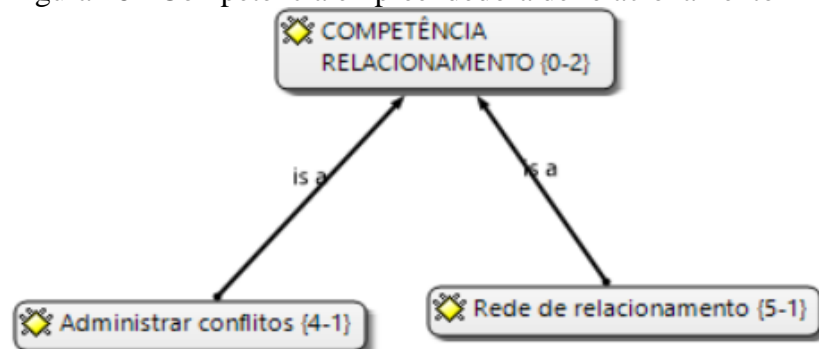 COMPETÊNCIA
RELACIONAMENTO {0-2}
is a
is a
Administrar conflitos {4-1}
Rede de relacionamento {5-1}